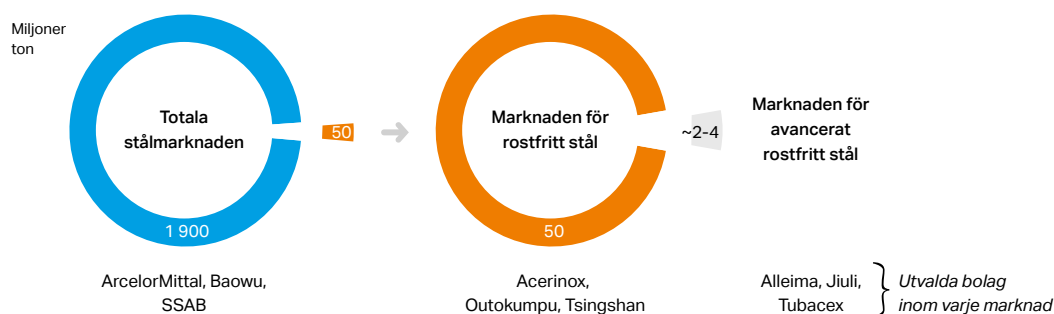 Miljoner
ton
Totala
stålmarknaden
50
1 900
Marknaden för
rostfritt stål
50
~2-4
Marknaden för
avancerat
rostfritt stål
ArcelorMittal, Baowu,
SSAB
Acerinox,
Outokumpu, Tsingshan
Alleima, Jiuli,
Tubacex
Utvalda bolag
inom varje marknad